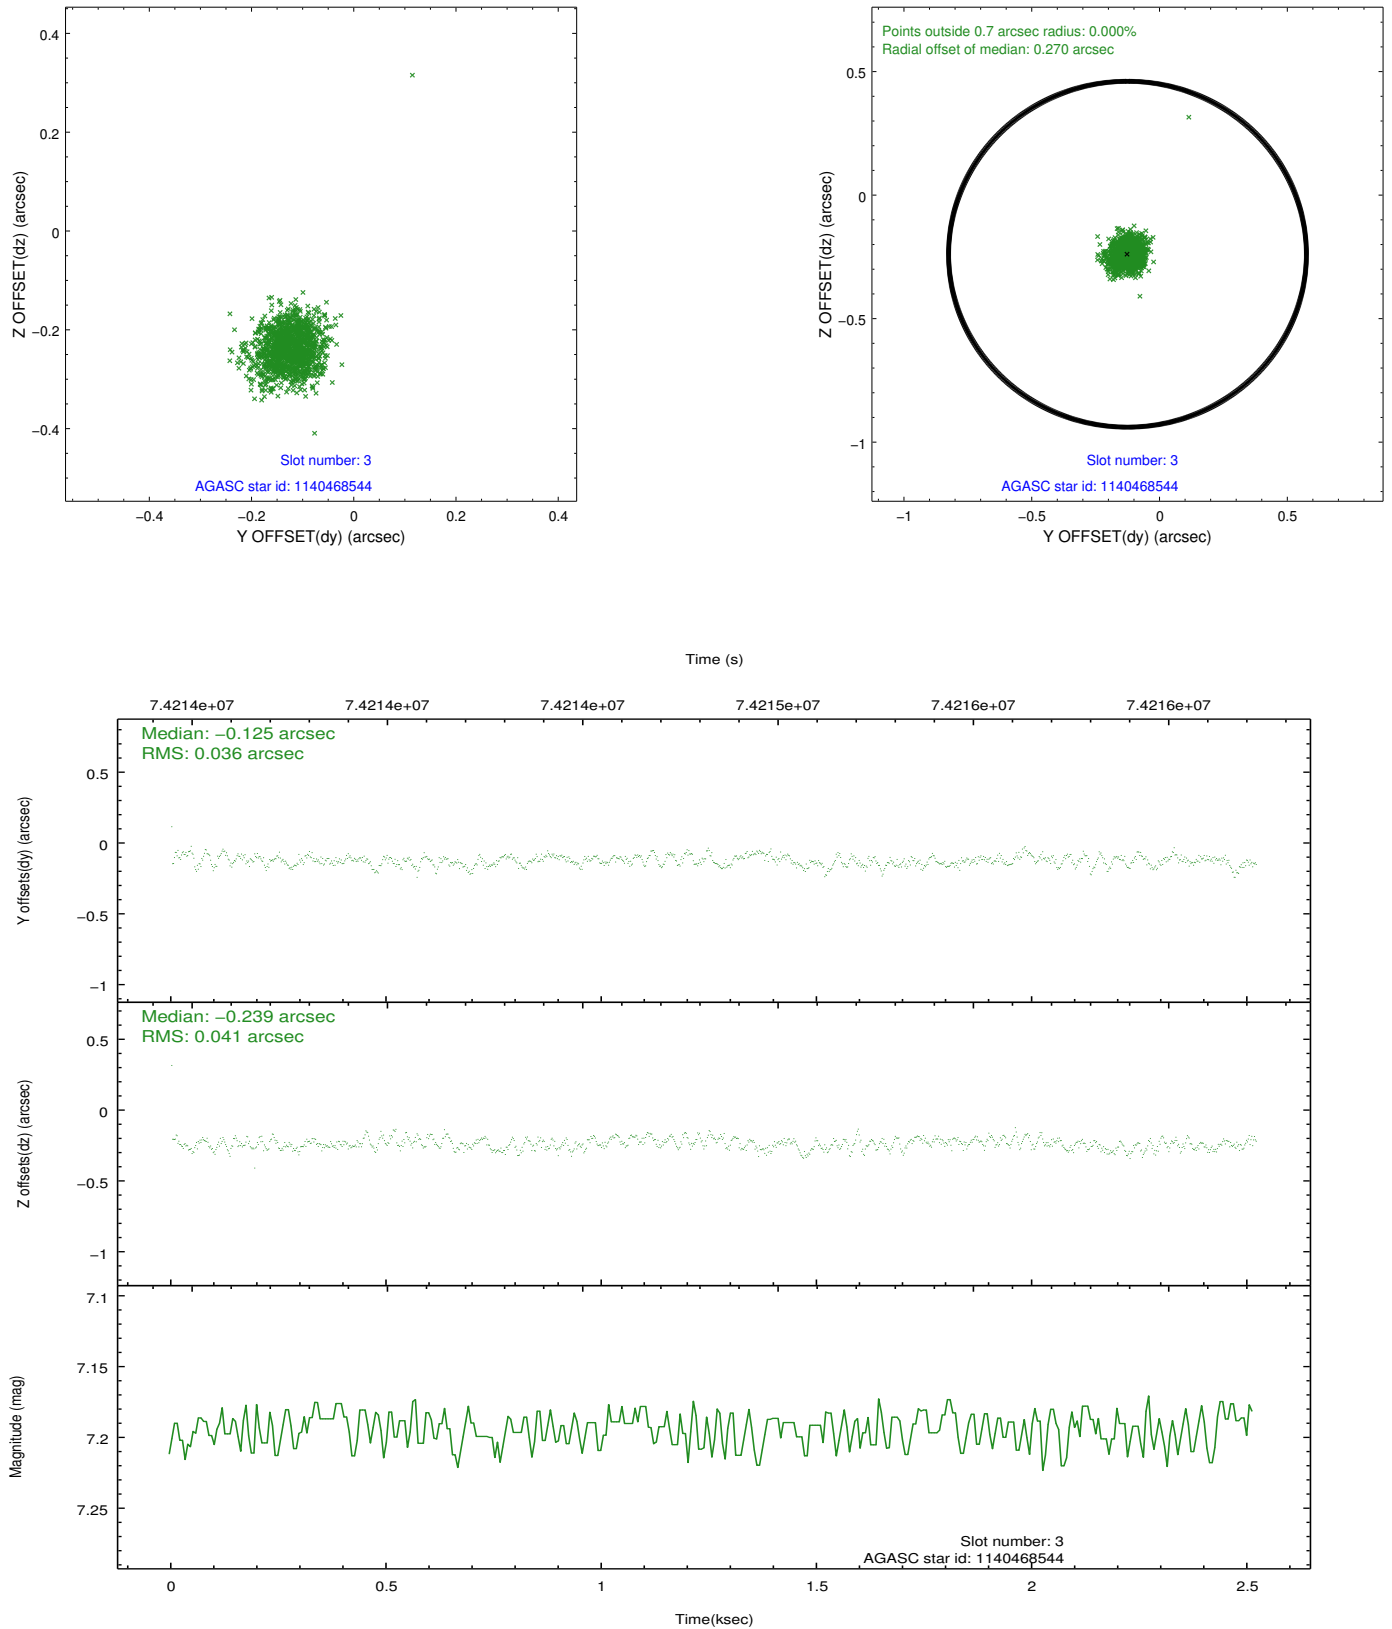 0.4
0.2
0
−0.2
−0.4
Z OFFSET(dz) (arcsec)
Slot number: 3
AGASC star id: 1140468544
−0.4 −0.2 0 0.2 0.4
Y OFFSET(dy) (arcsec)
Points outside 0.7 arcsec radius: 0.000%
Radial offset of median: 0.270 arcsec
0.5
0
−0.5
−1
Z OFFSET(dz) (arcsec)
Slot number: 3
AGASC star id: 1140468544
−1 −0.5 0 0.5
Y OFFSET(dy) (arcsec)
Time (s)
7.4214e+07 7.4214e+07 7.4214e+07 7.4215e+07 7.4216e+07 7.4216e+07
Median: −0.125 arcsec
RMS: 0.036 arcsec
0.5
0
−0.5
−1
Y offsets(dy) (arcsec)
Median: −0.239 arcsec
RMS: 0.041 arcsec
0.5
0
−0.5
−1
Z offsets(dz) (arcsec)
7.1
7.15
7.2
7.25
Magnitude (mag)
Slot number: 3
AGASC star id: 1140468544
0 0.5 1 1.5 2 2.5
Time(ksec)